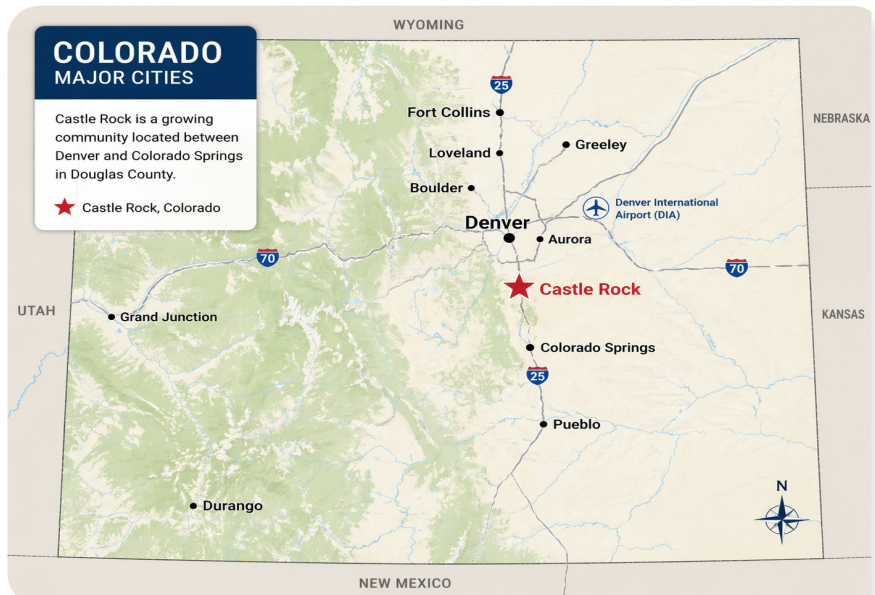 WYOMING
COLORADO
MAJOR CITIES
Castle Rock is a growing
community located between
Denver and Colorado Springs
in Douglas County.
Castle Rock, Colorado
25
Fort Collins
NEBRASKA
Loveland
Greeley
Boulder
Denver International
Airport (DIA)
Denver
Aurora
70
70
Castle Rock
UTAH
Grand Junction
KANSAS
Colorado Springs
25
Pueblo
N
Durango
NEW MEXICO